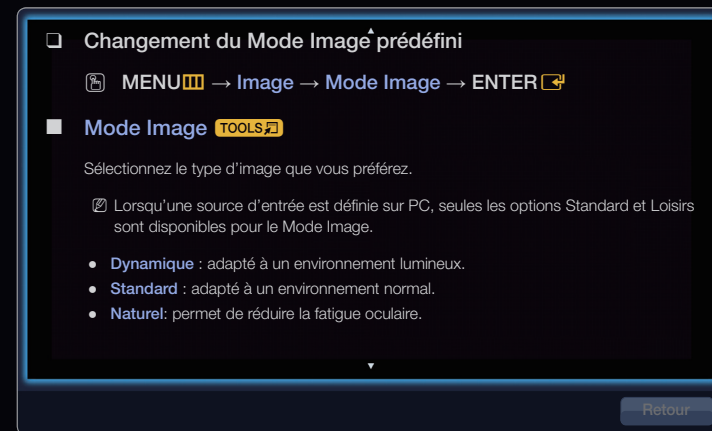 Changement du Mode Image prédéfini
MENU → Image → Mode Image → ENTER
Mode Image TOOLS
Sélectionnez le type d’image que vous préférez.
Lorsqu’une source d’entrée est définie sur PC, seules les options Standard et Loisirs
sont disponibles pour le Mode Image.
● Dynamique : adapté à un environnement lumineux.
● Standard : adapté à un environnement normal.
● Naturel: permet de réduire la fatigue oculaire.
Retour